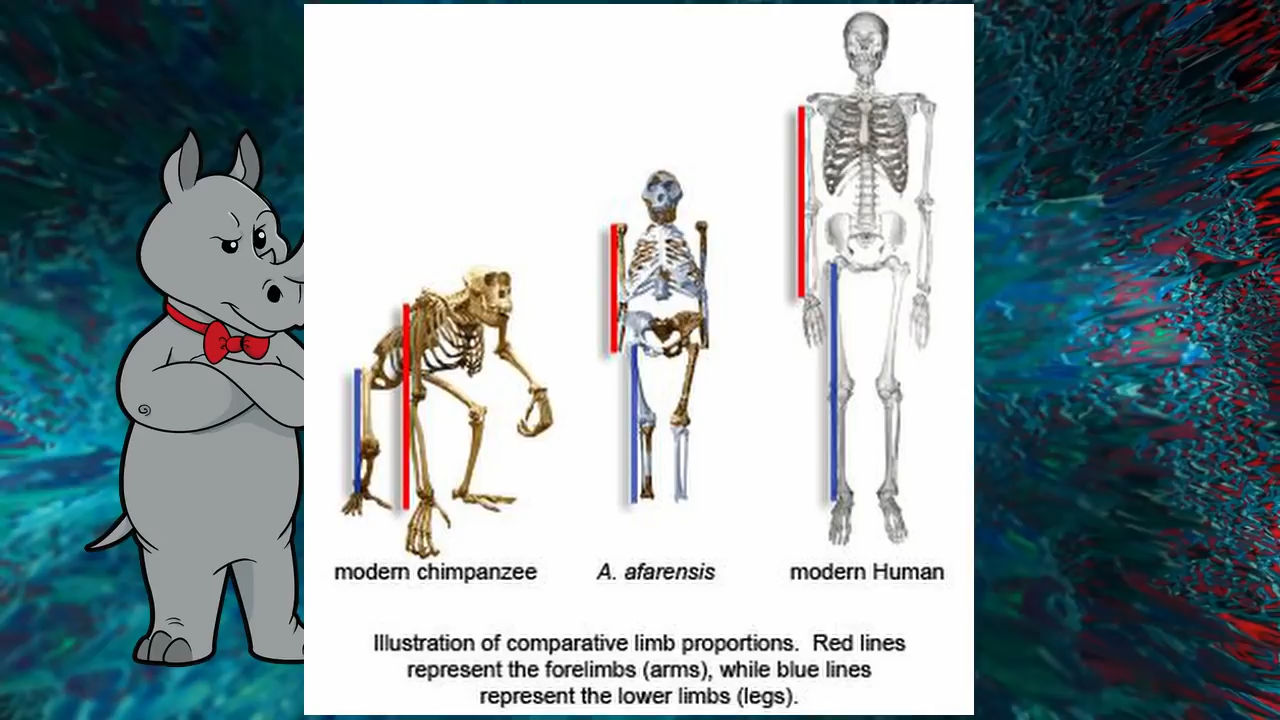 modern chimpanzee
A. afarensis
modern Human
Illustration of comparative limb proportions.  Red lines
represent the forelimbs (arms), while blue lines
represent the lower limbs (legs).